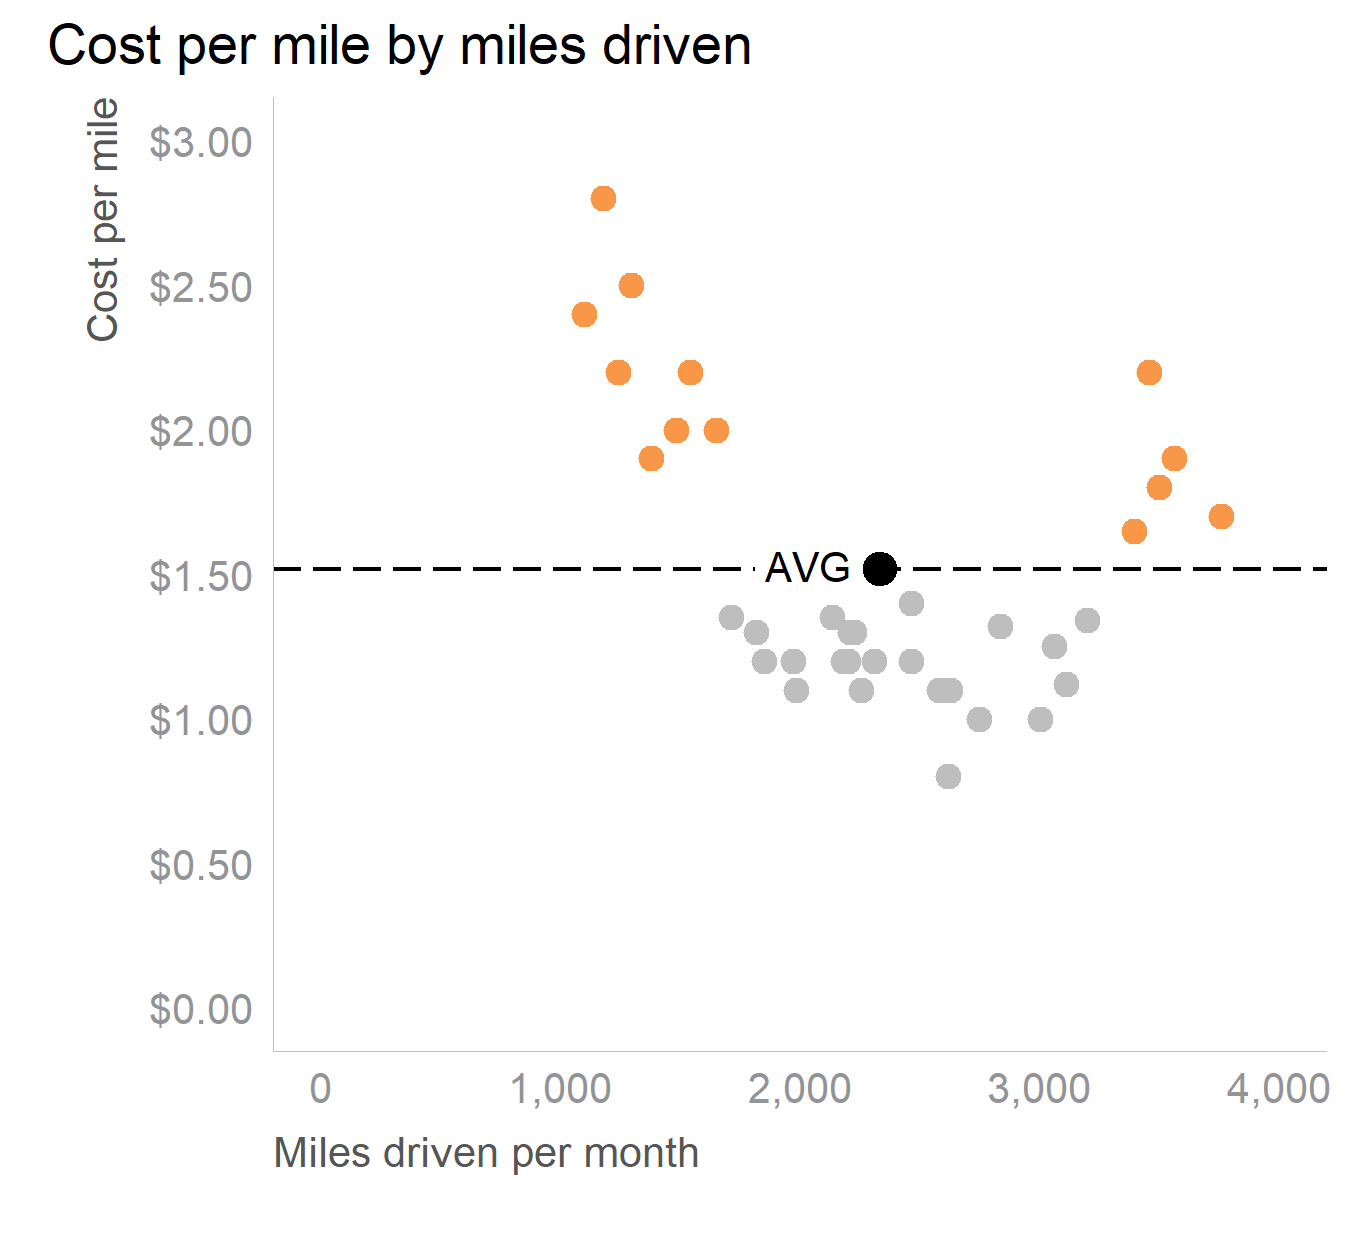 Cost per mile by miles driven
Cost per mile
$3.00
$2.50
$2.00
$1.50
$1.00
$0.50
$0.00
AVG
0 1,000 2,000 3,000 4,000
Miles driven per month